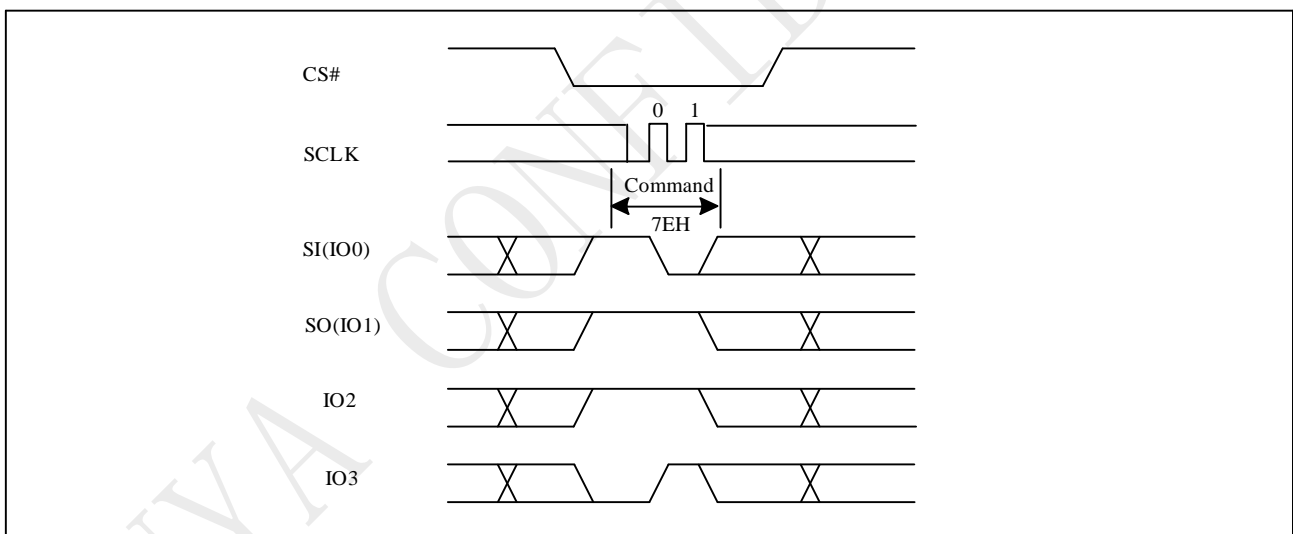 CS#
0 1
SCLK
Command
7EH
SI(IO0)
SO(IO1)
IO2
IO3